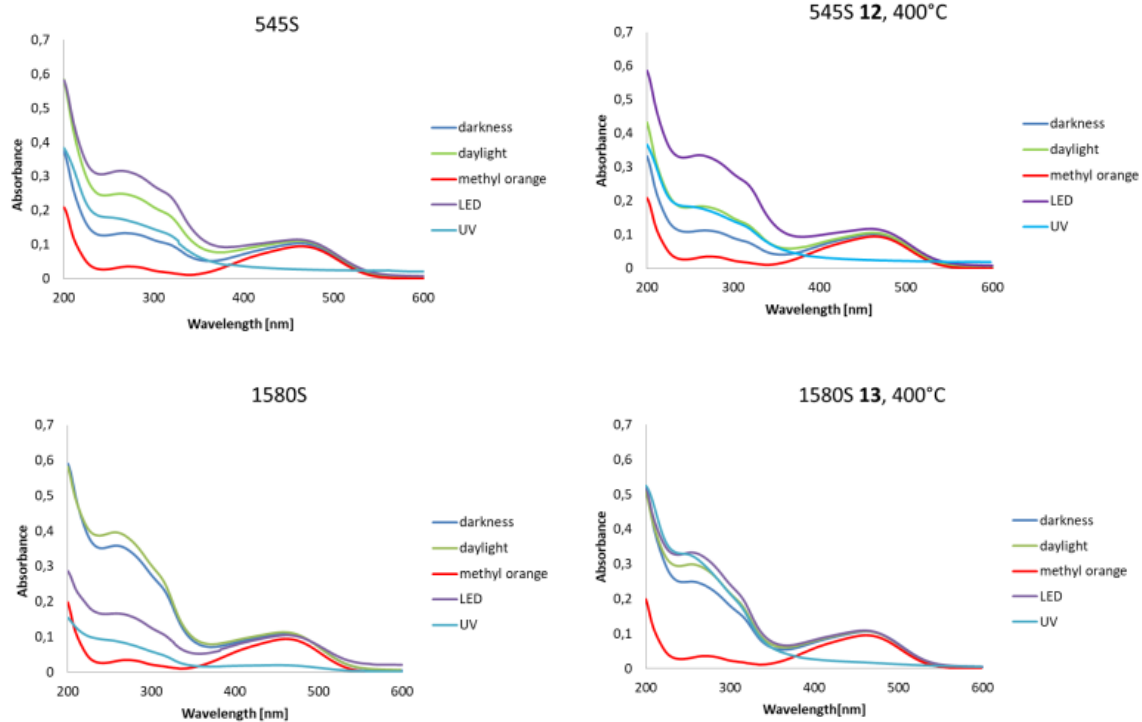 545S
0,7
0,6
0,5
0,4
0,3
0,2
0,1
0
Absorbance
200 300 400 500 600
Wavelength [nm]
darkness
daylight
methyl orange
LED
UV
545S 12, 400°C
0,7
0,6
0,5
0,4
0,3
0,2
0,1
0
Absorbance
200 300 400 500 600
Wavelength [nm]
darkness
daylight
methyl orange
LED
UV
1580S
0,7
0,6
0,5
0,4
0,3
0,2
0,1
0
Absorbance
200 300 400 500 600
Wavelength [nm]
darkness
daylight
methyl orange
LED
UV
1580S 13, 400°C
0,7
0,6
0,5
0,4
0,3
0,2
0,1
0
Absorbance
200 300 400 500 600
Wavelength[nm]
darkness
daylight
methyl orange
LED
UV